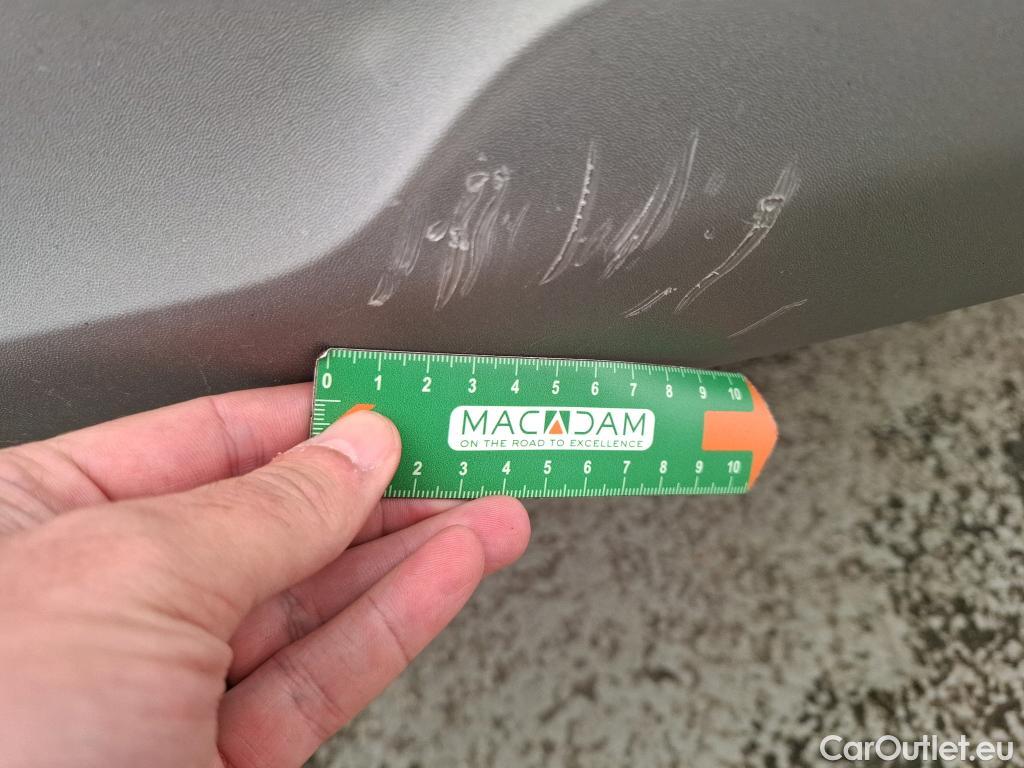 0 1 2 3 4 5 6 7 8 9 10
MACADAM
ON THE ROAD TO EXCELLENCE
2 3 4 5 6 7 8 9 10
CarOutlet.eu